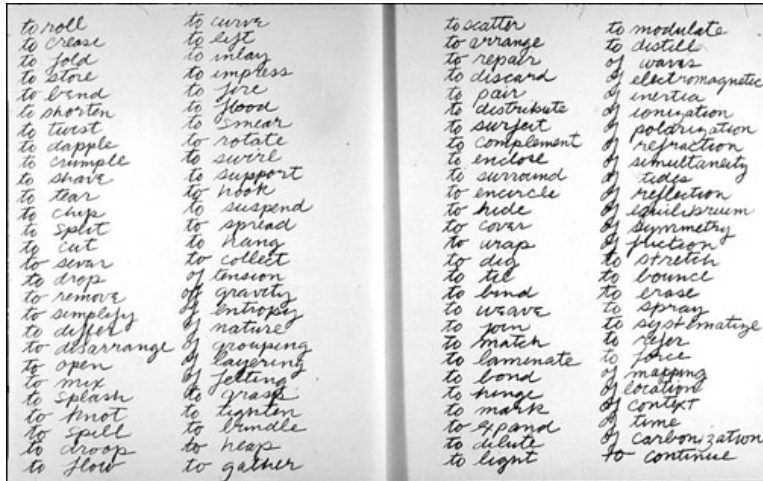 to roll
to crease
to fold
to store
to bend
to shorten
to twist
to dapple
to crumple
to shave
to tear
to chip
to split
to cut
to sever
to drop
to remove
to simplify
to differ
to disarrange
to open
to mix
to splash
to knot
to spill
to droop
to flow
to curve
to lift
to inlay
to impress
to fire
to flood
to smear
to rotate
to swirl
to support
to hook
to suspend
to spread
to hang
to collect
of tension
of gravity
of entropy
of nature
of grouping
of layering
of felting
to grasp
to tighten
to bundle
to heap
to gather
to scatter
to arrange
to repair
to discard
to pair
to distribute
to surfect
to complement
to enclose
to surround
to encircle
to hide
to cover
to wrap
to dig
to tie
to bind
to weave
to join
to match
to laminate
to bond
to hinge
to mark
to expand
to dilute
to light
to modulate
to distill
of waves
of electromagnetic
of inertia
of ionization
of polarization
of refraction
of simultaneity
of tides
of reflection
of equilibrium
of symmetry
of friction
to stretch
to bounce
to erase
to spray
to systematize
to refer
to force
of mapping
of location
of context
of time
of carbonization
to continue